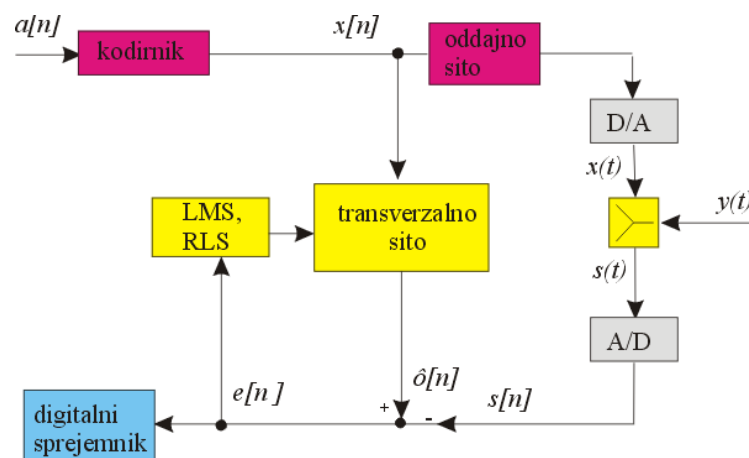 a[n]
x[n]
kodirnik
oddajno
sito
D/A
x(t)
LMS,
RLS
transverzalno
sito
y(t)
s(t)
A/D
e[n ]
ô[n]
s[n]
+
-
digitalni
sprejemnik